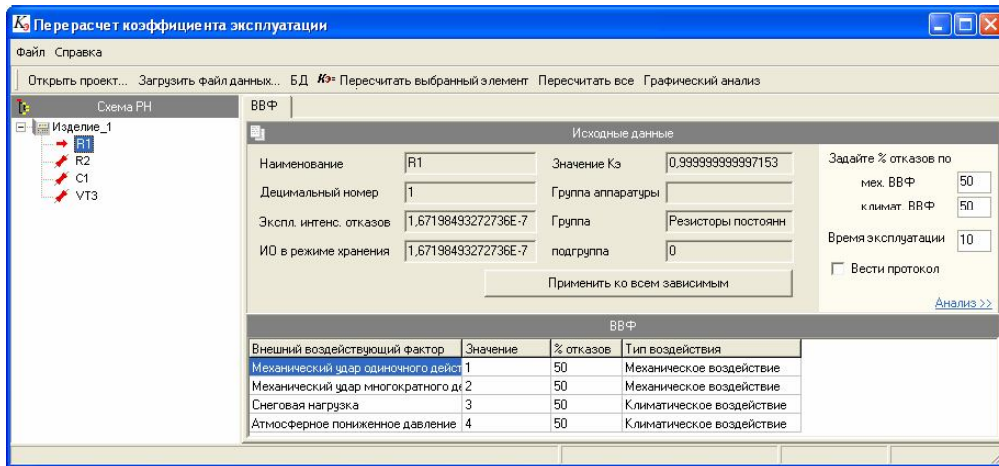 Kэ Перерасчет коэффициента эксплуатации
Файл Справка
Открыть проект... Загрузить файл данных... БД Kэ= Пересчитать выбранный элемент Пересчитать все Графический анализ
Схема РН
Изделие_1
R1
R2
C1
VT3
ВВФ
Исходные данные
Наименование R1 Значение Кэ 0,999999999997153
Децимальный номер 1 Группа аппаратуры
Экспл. интенс. отказов 1,67198493272736E-7 Группа Резисторы постоянн
ИО в режиме хранения 1,67198493272736E-7 подгруппа 0
Применить ко всем зависимым
Задайте % отказов по
мех. ВВФ 50
климат. ВВФ 50
Время эксплуатации 10
Вести протокол
Анализ >>
ВВФ
Внешний воздействующий фактор Значение % отказов Тип воздействия
Механический удар одиночного дейст 1 50 Механическое воздействие
Механический удар многократного де 2 50 Механическое воздействие
Снеговая нагрузка 3 50 Климатическое воздействие
Атмосферное пониженное давление 4 50 Климатическое воздействие